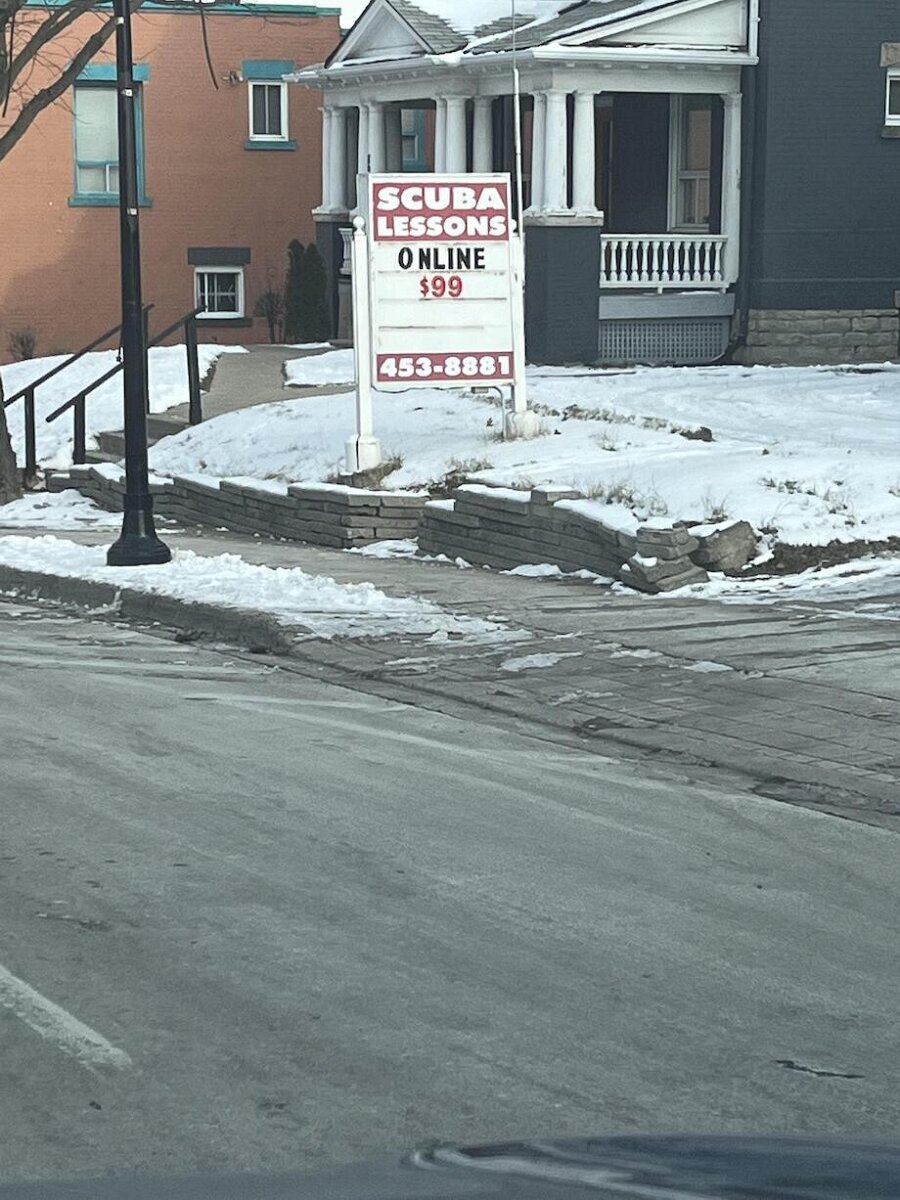 SCUBA
LESSONS
ONLINE
$99
453-8881